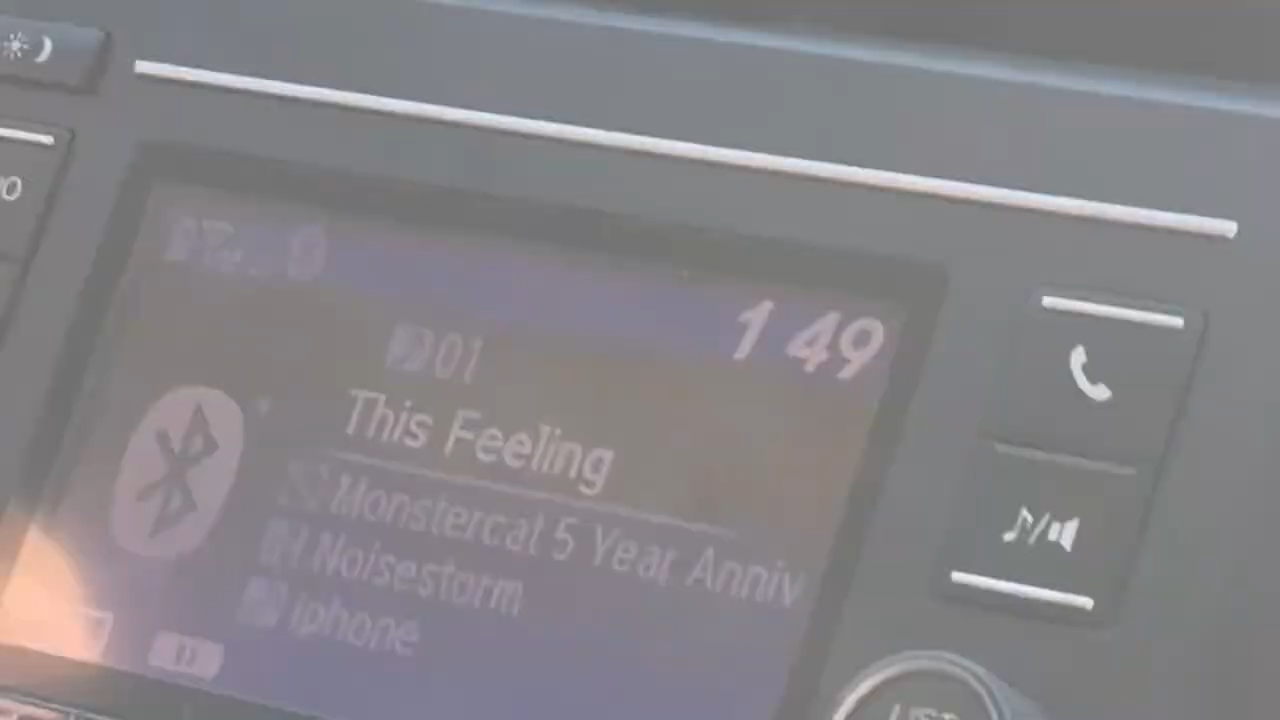 1 49
01
This Feeling
Monstercat 5 Year Anniv
Noisestorm
iphone